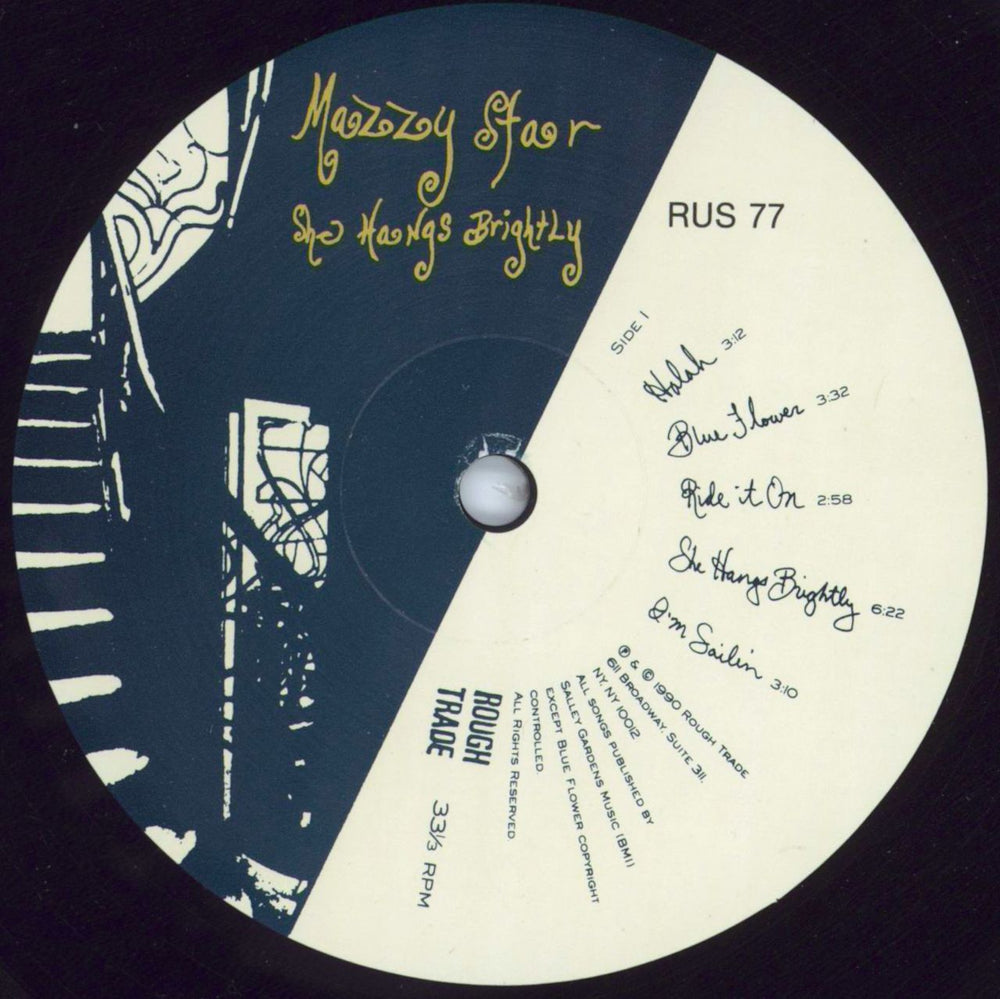 Mazzy Star
She Hangs Brightly
RUS 77
SIDE 1
Halah 3:12
Blue Flower 3:32
Ride it On 2:58
She Hangs Brightly 6:22
I'm Sailin 3:10
℗ & © 1990 ROUGH TRADE
611 BROADWAY, SUITE 311,
NY, NY 10012
ALL SONGS PUBLISHED BY
SALLEY GARDENS MUSIC (BMI)
EXCEPT BLUE FLOWER COPYRIGHT
CONTROLLED.
ALL RIGHTS RESERVED.
ROUGH
TRADE
33⅓ RPM